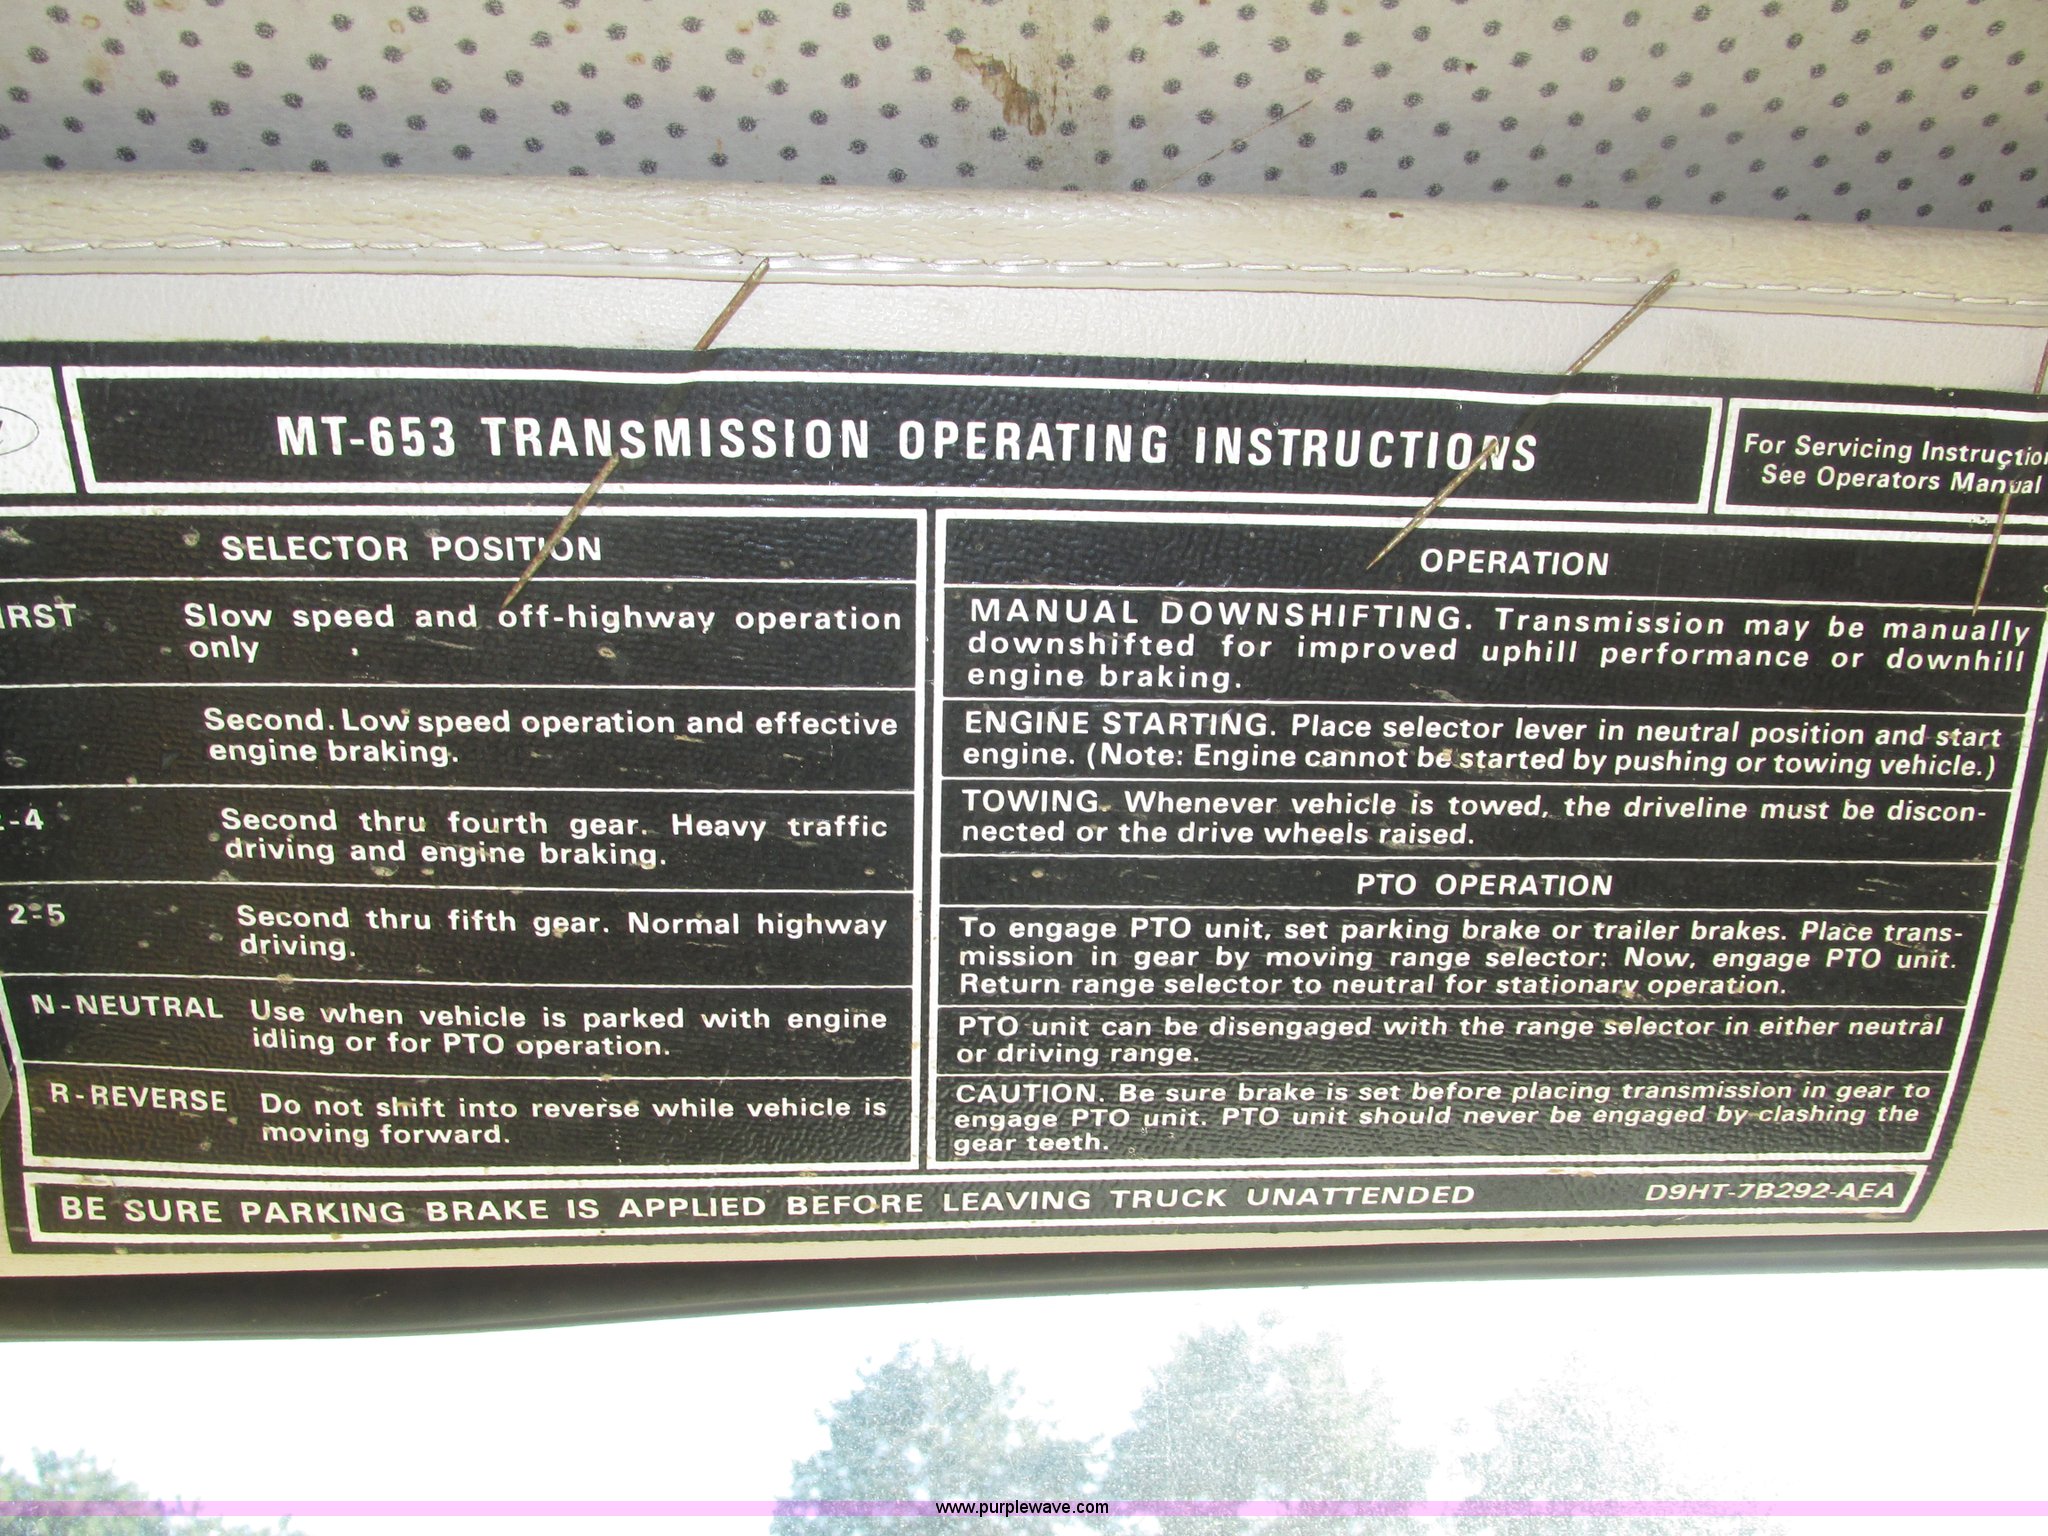 MT-653 TRANSMISSION OPERATING INSTRUCTIONS
For Servicing Instruction
See Operators Manual
SELECTOR POSITION
IRST Slow speed and off-highway operation
only
Second. Low speed operation and effective
engine braking.
-4 Second thru fourth gear. Heavy traffic
driving and engine braking.
2-5 Second thru fifth gear. Normal highway
driving.
N-NEUTRAL Use when vehicle is parked with engine
idling or for PTO operation.
R-REVERSE Do not shift into reverse while vehicle is
moving forward.
OPERATION
MANUAL DOWNSHIFTING. Transmission may be manually
downshifted for improved uphill performance or downhill
engine braking.
ENGINE STARTING. Place selector lever in neutral position and start
engine. (Note: Engine cannot be started by pushing or towing vehicle.)
TOWING. Whenever vehicle is towed, the driveline must be discon-
nected or the drive wheels raised.
PTO OPERATION
To engage PTO unit, set parking brake or trailer brakes. Place trans-
mission in gear by moving range selector: Now, engage PTO unit.
Return range selector to neutral for stationary operation.
PTO unit can be disengaged with the range selector in either neutral
or driving range.
CAUTION. Be sure brake is set before placing transmission in gear to
engage PTO unit. PTO unit should never be engaged by clashing the
gear teeth.
BE SURE PARKING BRAKE IS APPLIED BEFORE LEAVING TRUCK UNATTENDED D9HT-7B292-AEA
www.purplewave.com